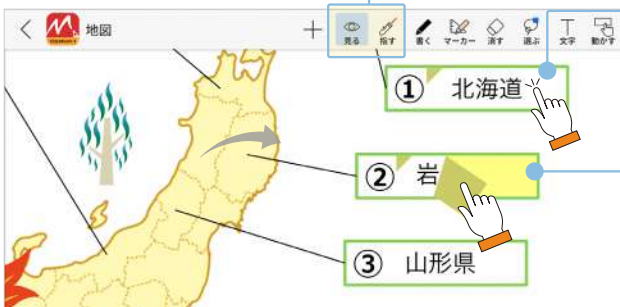 地図
見る 指す 書く マーカー 消す 選ぶ 文字 動かす
① 北海道
② 岩
③ 山形県